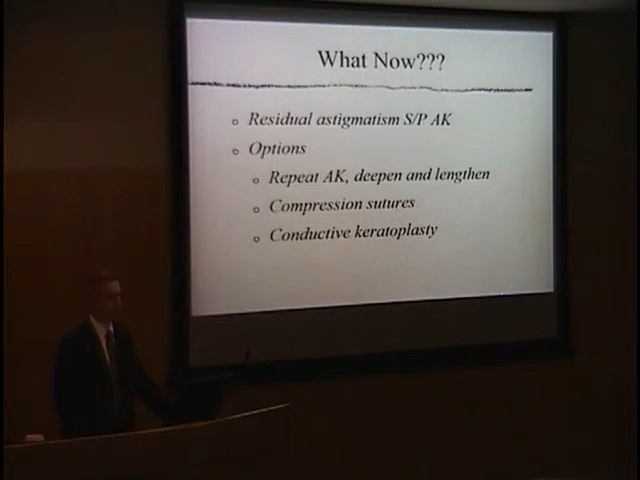 What Now???
Residual astigmatism S/P AK
Options
Repeat AK, deepen and lengthen
Compression sutures
Conductive keratoplasty